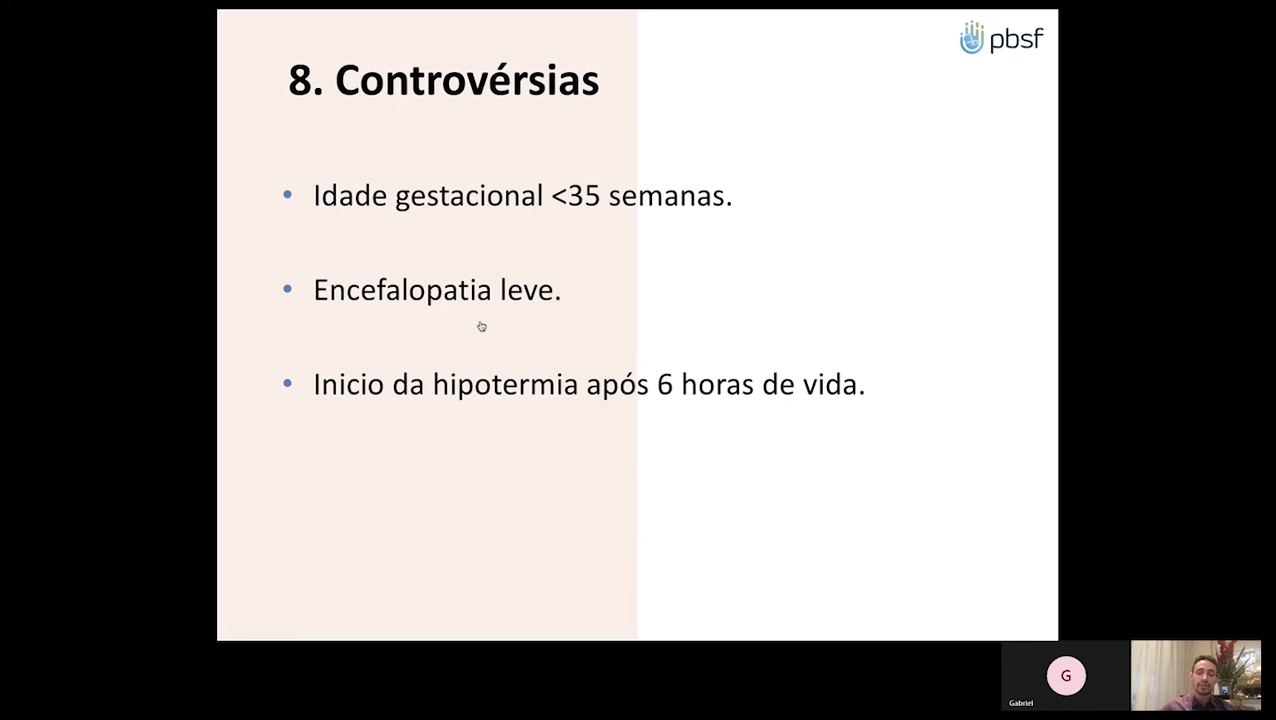 pbsf
8. Controvérsias
• Idade gestacional <35 semanas.
• Encefalopatia leve.
• Inicio da hipotermia após 6 horas de vida.
G
Gabriel